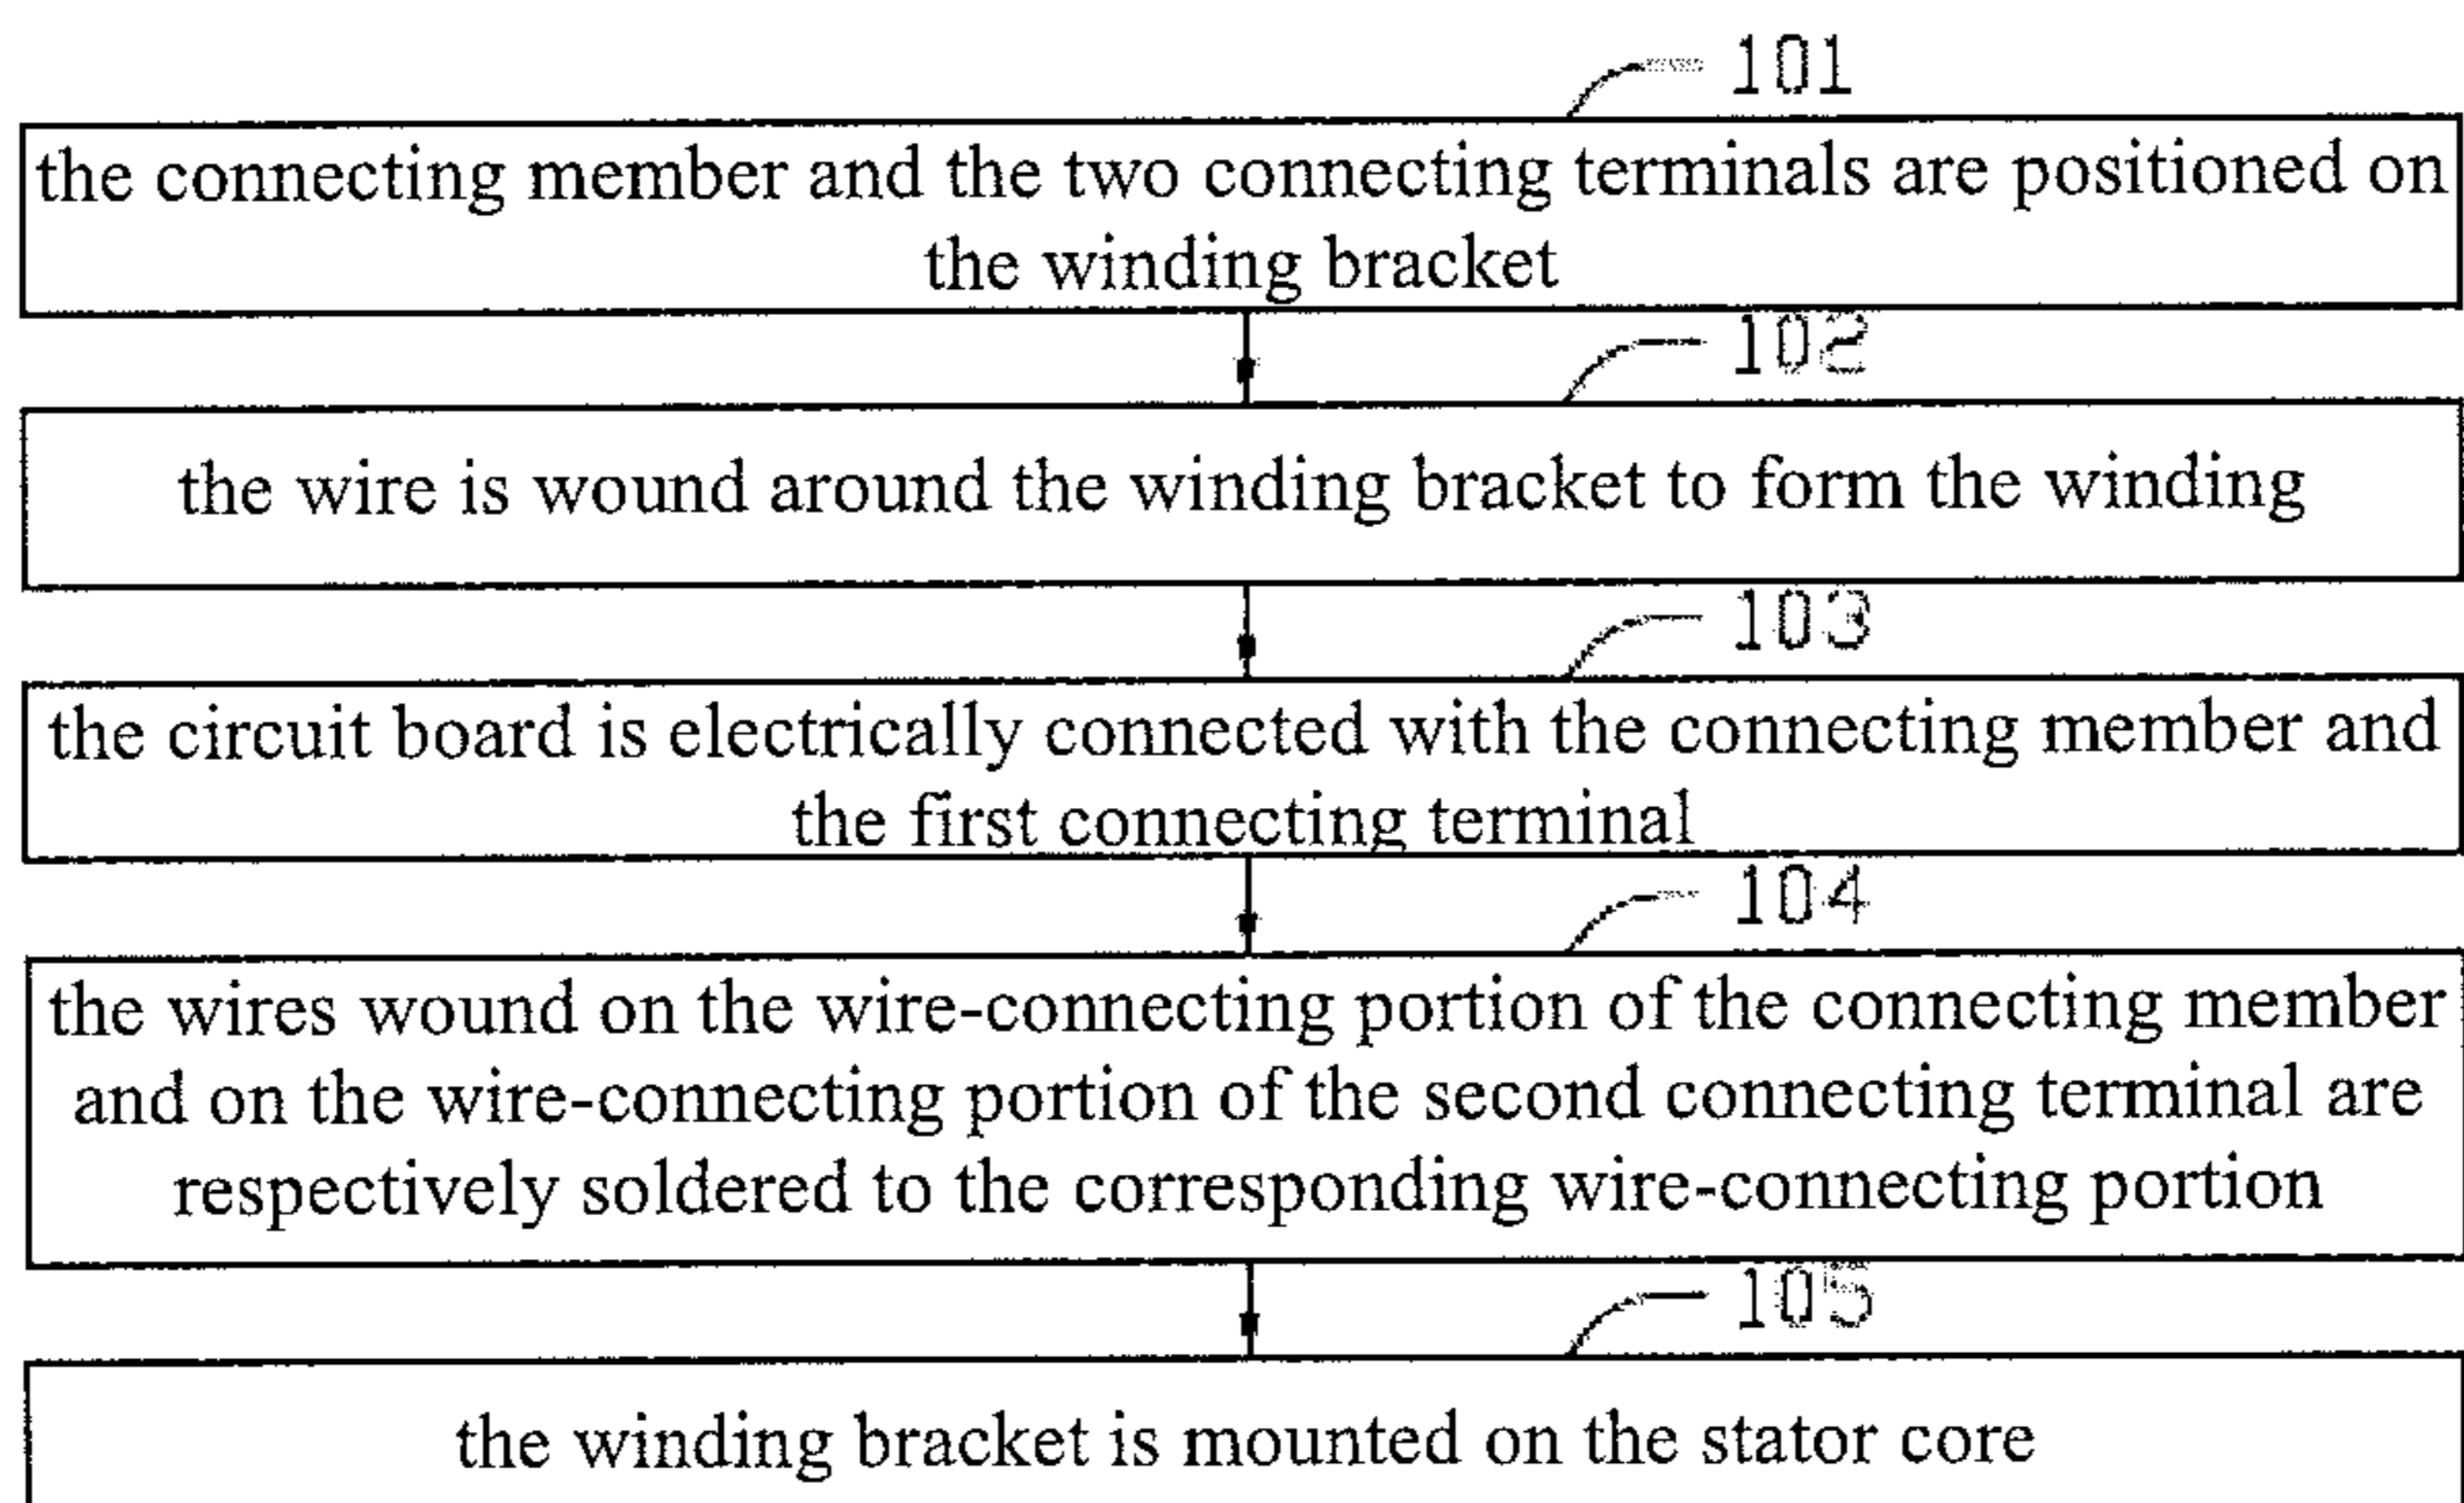 101
the connecting member and the two connecting terminals are positioned on
the winding bracket
102
the wire is wound around the winding bracket to form the winding
103
the circuit board is electrically connected with the connecting member and
the first connecting terminal
104
the wires wound on the wire-connecting portion of the connecting member
and on the wire-connecting portion of the second connecting terminal are
respectively soldered to the corresponding wire-connecting portion
105
the winding bracket is mounted on the stator core